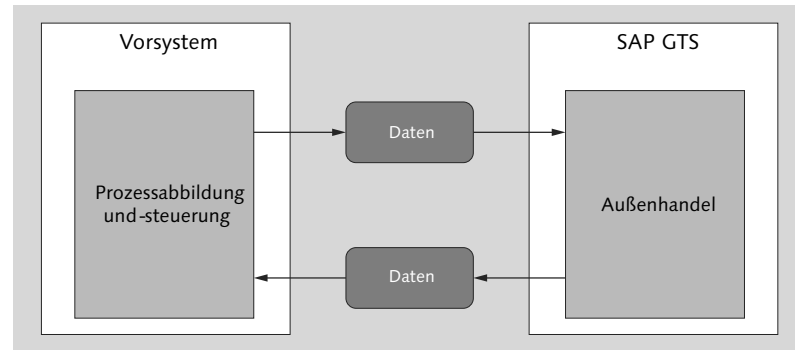 Vorsystem
SAP GTS
Daten
Prozessabbildung
und -steuerung
Außenhandel
Daten